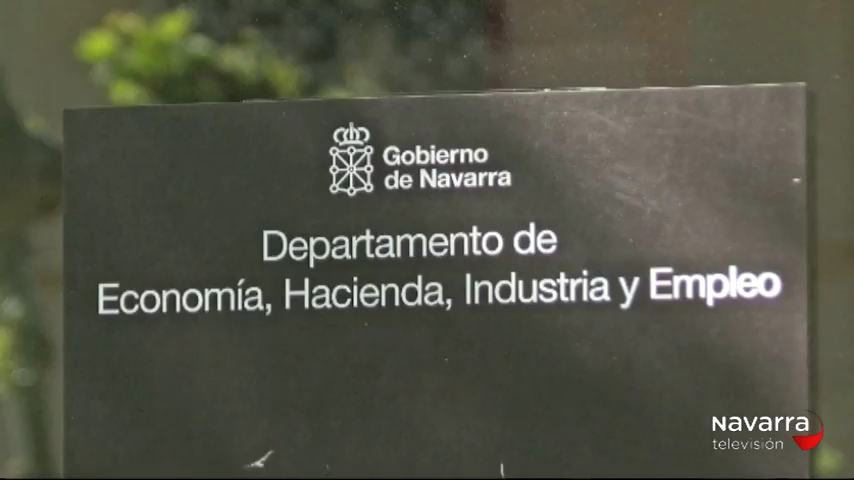 Gobierno
de Navarra
Departamento de
Economía, Hacienda, Industria y Empleo
Navarra
televisión